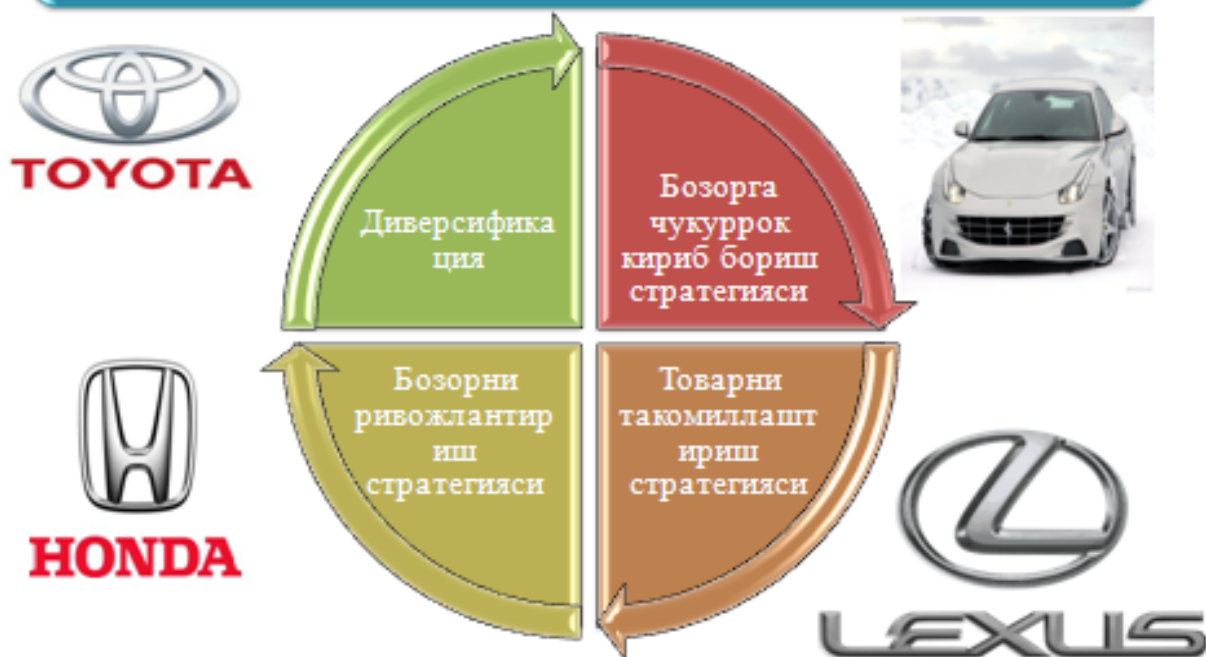 TOYOTA
Диверсифика
ция
Бозорга
чукуррок
кириб бориш
стратегияси
Бозорни
ривожлантир
иш
стратегияси
Товарни
такомиллашт
ириш
стратегияси
HONDA
LEXUS